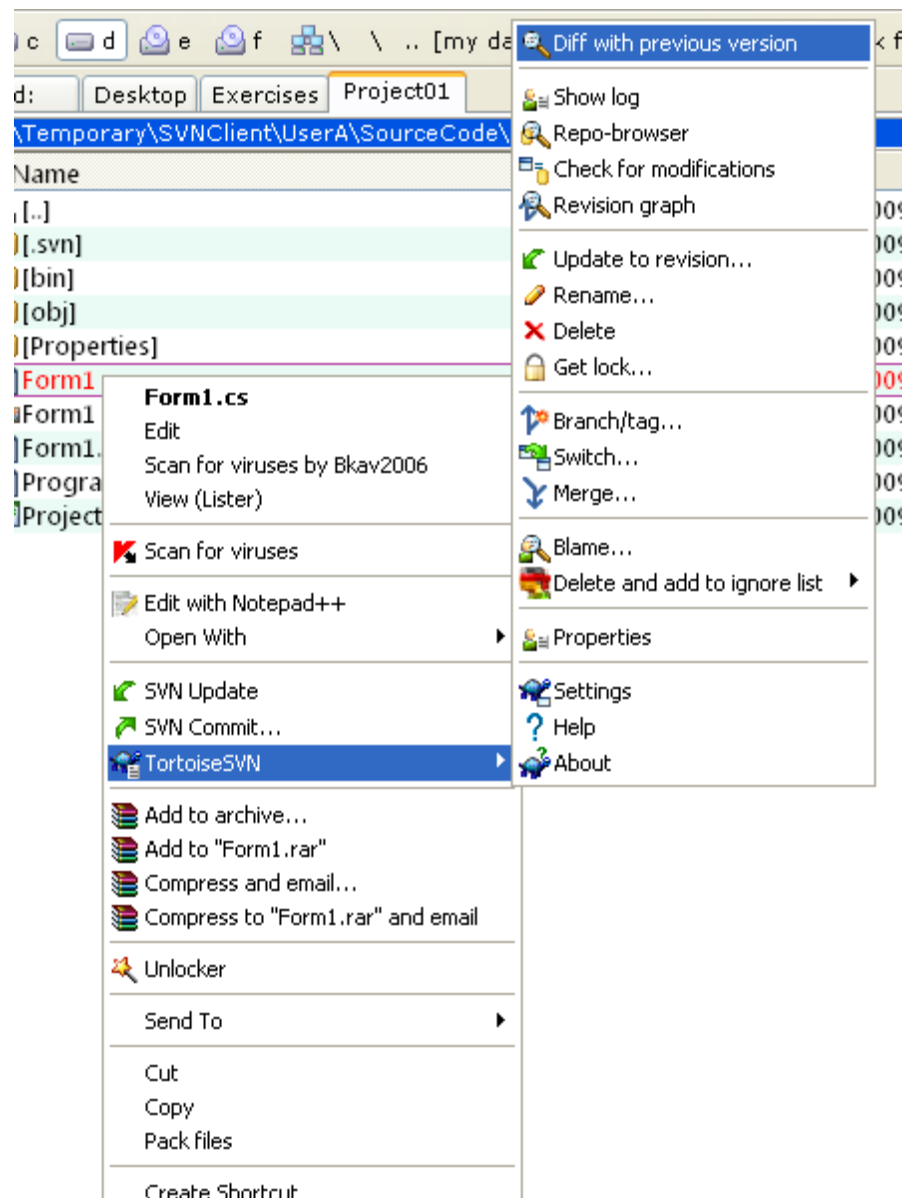 c d e f \ \ .. [my da
d: Desktop Exercises Project01
\Temporary\SVNClient\UserA\SourceCode\
Name
[..]
[.svn]
[bin]
[obj]
[Properties]
Form1
Form1
Form1.
Progra
Project
Form1.cs
Edit
Scan for viruses by Bkav2006
View (Lister)
Scan for viruses
Edit with Notepad++
Open With
SVN Update
SVN Commit...
TortoiseSVN
Add to archive...
Add to "Form1.rar"
Compress and email...
Compress to "Form1.rar" and email
Unlocker
Send To
Cut
Copy
Pack files
Create Shortcut
Diff with previous version
Show log
Repo-browser
Check for modifications
Revision graph
Update to revision...
Rename...
Delete
Get lock...
Branch/tag...
Switch...
Merge...
Blame...
Delete and add to ignore list
Properties
Settings
Help
About